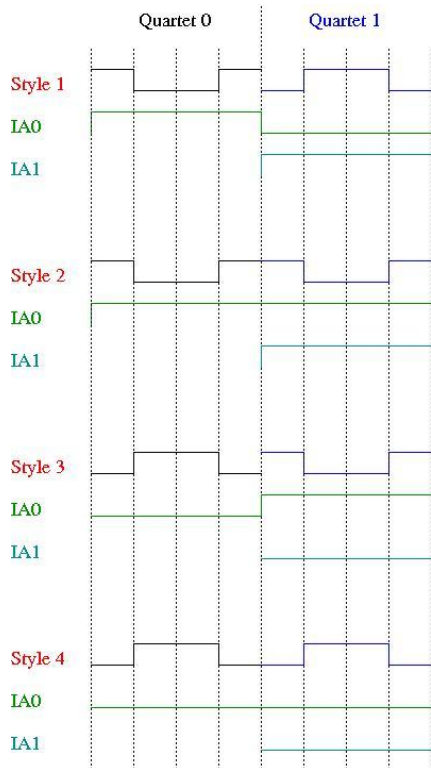 Quartet 0 Quartet 1
Style 1
IA0
IA1
Style 2
IA0
IA1
Style 3
IA0
IA1
Style 4
IA0
IA1